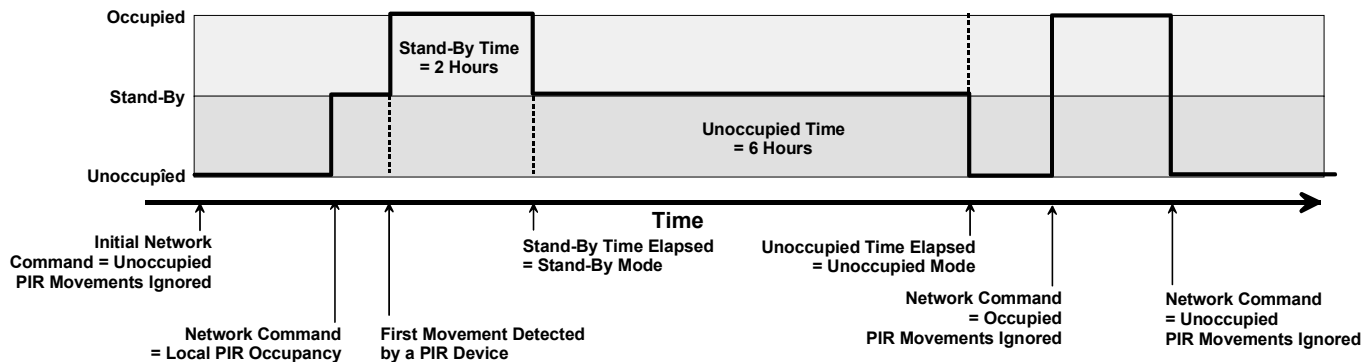 Occupied
Stand-By Time
= 2 Hours
Stand-By
Unoccupied Time
= 6 Hours
Unoccupied
Time
Initial Network
Command = Unoccupied
PIR Movements Ignored
Stand-By Time Elapsed
= Stand-By Mode
Unoccupied Time Elapsed
= Unoccupied Mode
Network Command
= Local PIR Occupancy
First Movement Detected
by a PIR Device
Network Command
= Occupied
PIR Movements Ignored
Network Command
= Unoccupied
PIR Movements Ignored